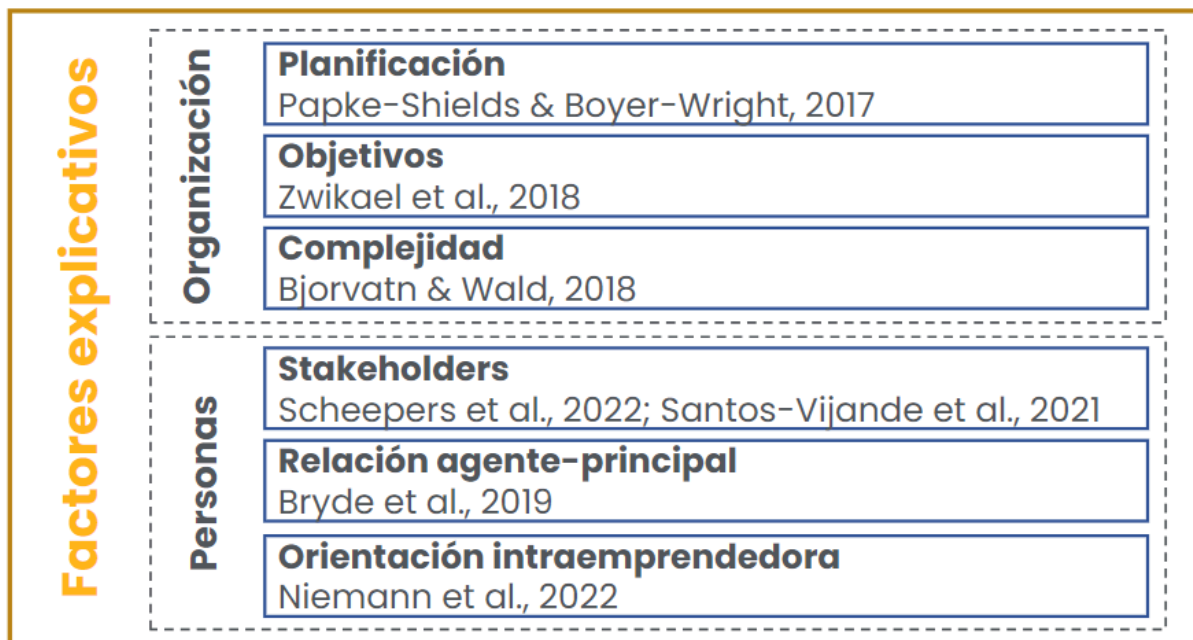 Factores explicativos
Organización
Planificación
Papke-Shields & Boyer-Wright, 2017
Objetivos
Zwikael et al., 2018
Complejidad
Bjorvatn & Wald, 2018
Personas
Stakeholders
Scheepers et al., 2022; Santos-Vijande et al., 2021
Relación agente-principal
Bryde et al., 2019
Orientación intraemprendedora
Niemann et al., 2022